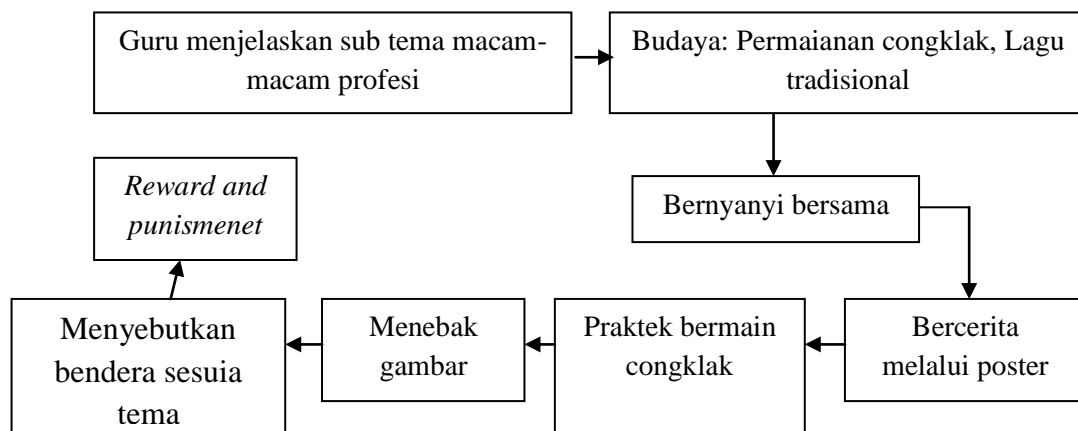 Guru menjelaskan sub tema macam-
macam profesi
Budaya: Permaianan congklak, Lagu
tradisional
Bernyanyi bersama
Bercerita
melalui poster
Praktek bermain
congklak
Menebak
gambar
Menyebutkan
bendera sesuia
tema
Reward and
punismenet